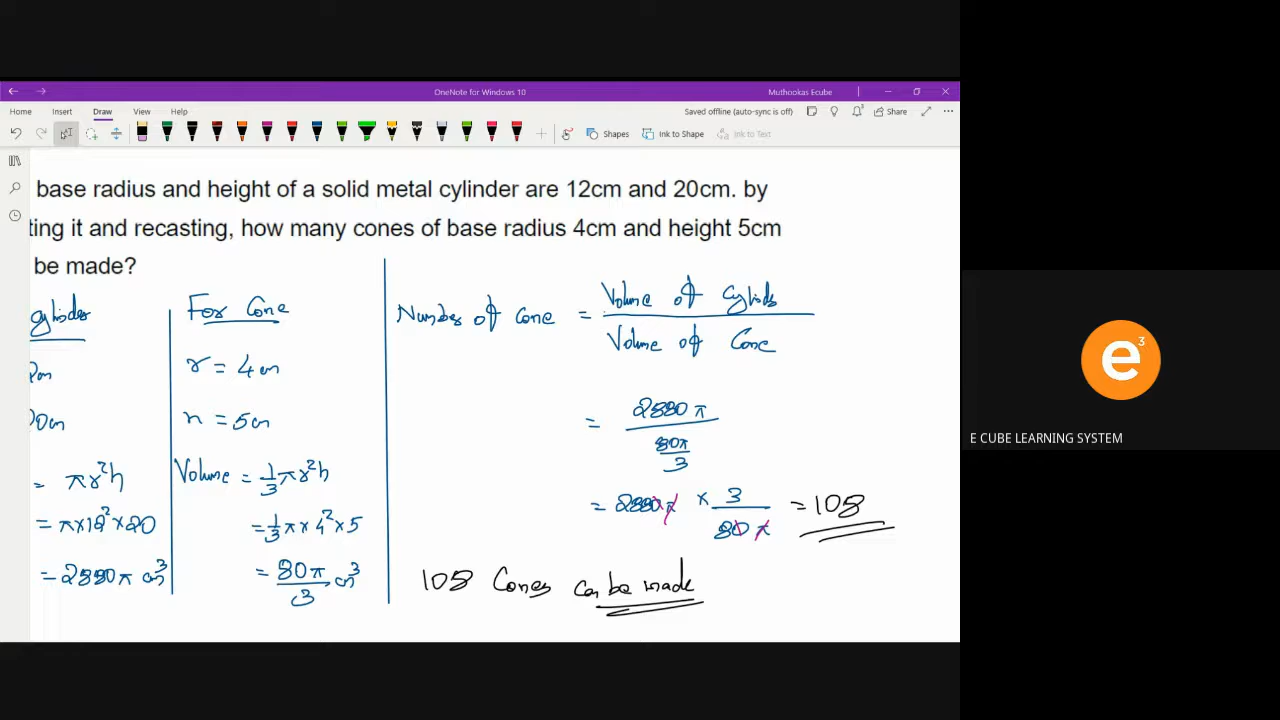 OneNote for Windows 10
Muthookas Ecube
Home Insert Draw View Help
Saved offline (auto-sync is off)
Share
Shapes
Ink to Shape
Ink to Text
base radius and height of a solid metal cylinder are 12cm and 20cm. by
ting it and recasting, how many cones of base radius 4cm and height 5cm
be made?
cylinder
0cm
= πr²h
= π×12²×20
= 2880π cm³
For Cone
r = 4cm
h = 5cm
Volume = 1/3 πr²h
= 1/3 π × 4² × 5
= 80π/3 cm³
Number of Cone = Volume of Cylinder / Volume of Cone
= 2880π / (80π/3)
= 2880π × 3/80π = 108
108 Cones can be made
e³
E CUBE LEARNING SYSTEM